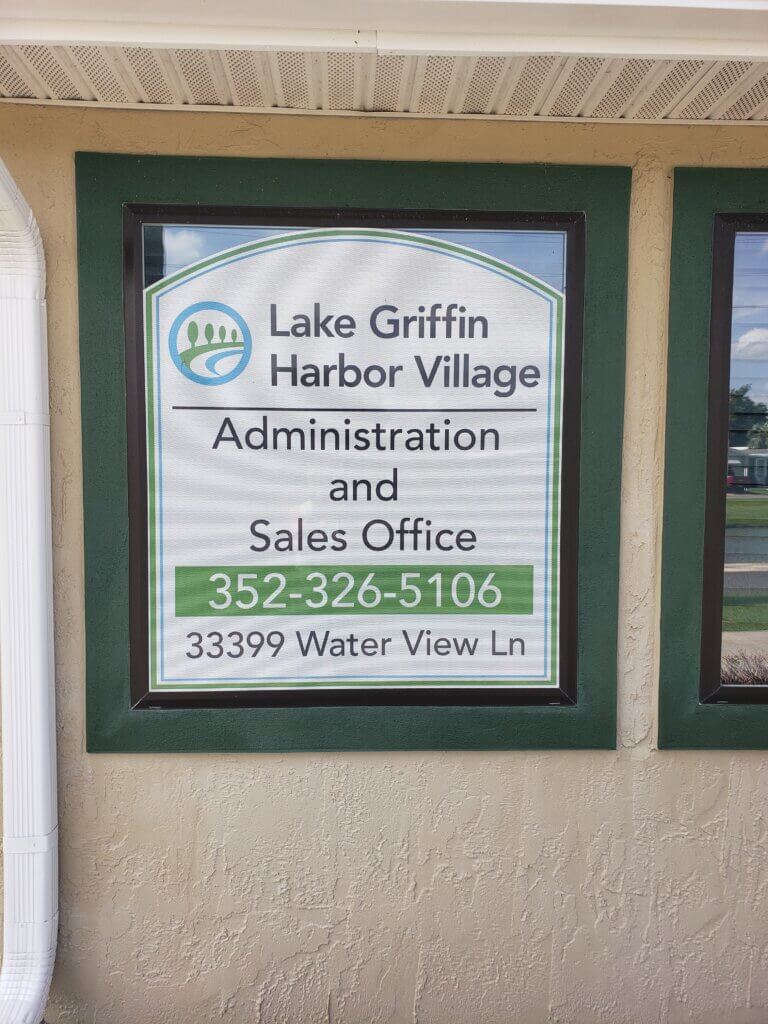 Lake Griffin
Harbor Village
Administration
and
Sales Office
352-326-5106
33399 Water View Ln